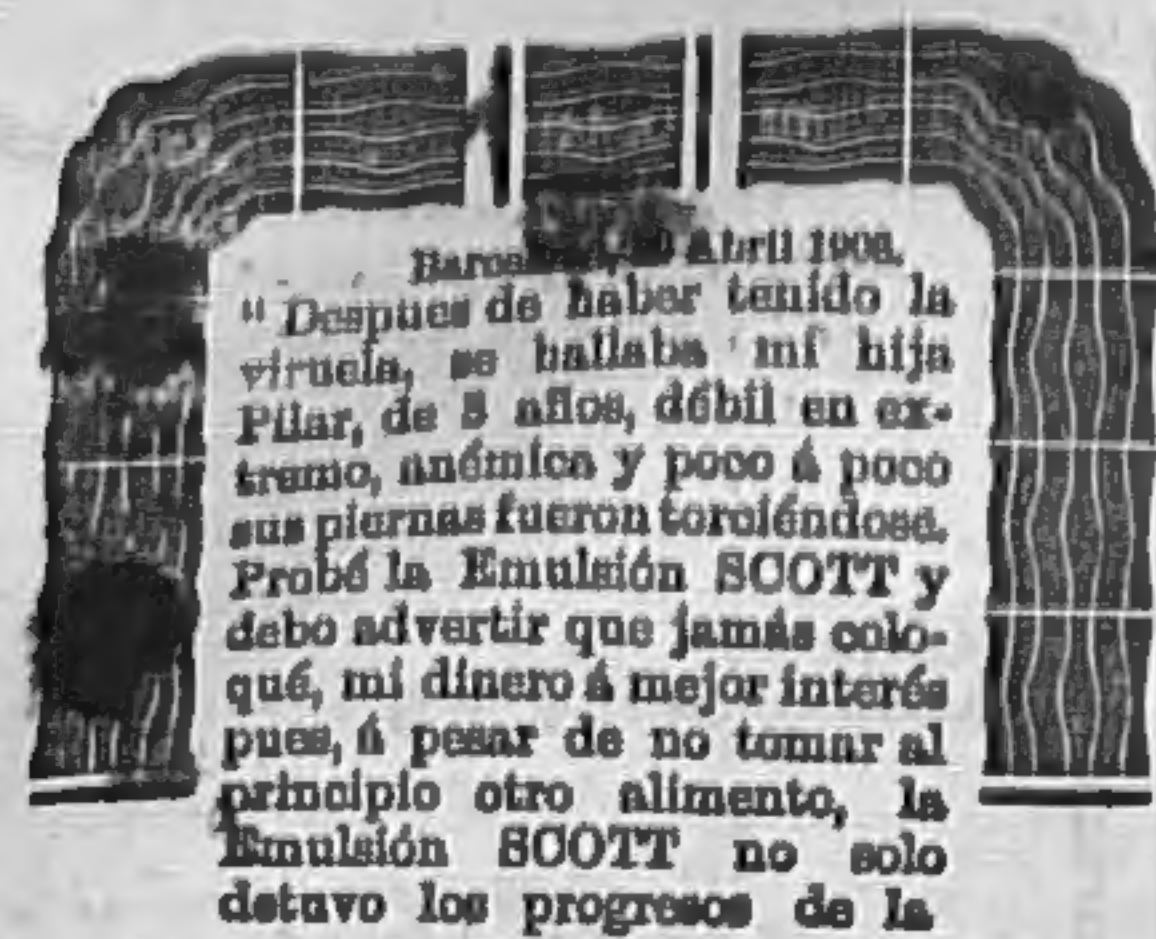 Abril
" Despues de haber tenido la
viruela, se hallaba mi hija
Pilar, de años, débil en ex-
tremo, anémica y poco á poco
sus piernas fueron torciéndose.
Probé la Emulsión SCOTT y
debo advertir que jamás colo-
qué, mi dinero á mejor interés
pues, á pesar de no tomar al
principio otro alimento, la
Emulsión SCOTT no solo
detuvo los progresos de la